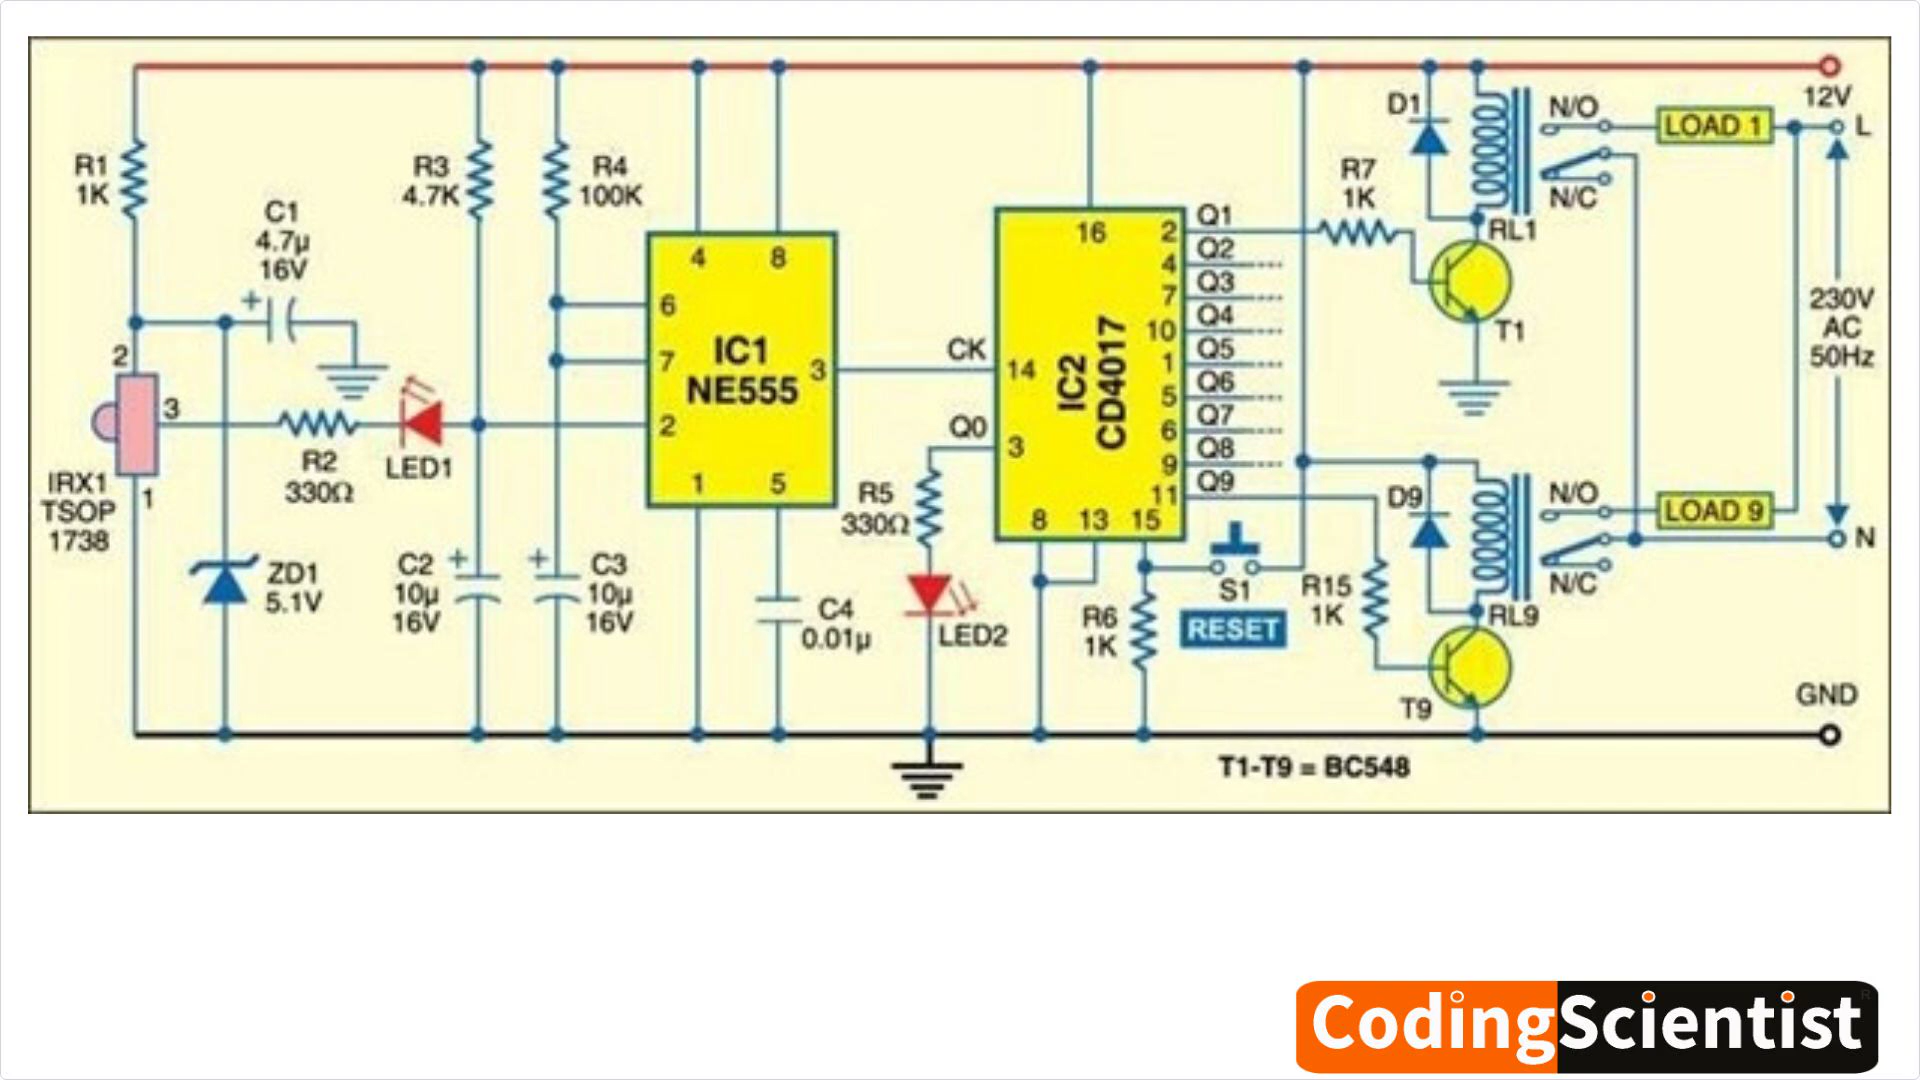 12V
D1
N/O
LOAD 1
L
R1
1K
R3
4.7K
R4
100K
R7
1K
N/C
C1
4.7µ
16V
+
4
8
16
2
Q1
RL1
4
Q2
7
Q3
10
Q4
1
Q5
5
Q6
6
Q7
9
Q8
11
Q9
T1
230V
AC
50Hz
6
7
IC1
NE555
3
CK
14
IC2
CD4017
2
3
2
LED1
R2
330Ω
Q0
3
1
5
8
13
15
IRX1
TSOP
1738
1
R5
330Ω
D9
N/O
LOAD 9
N
N/C
ZD1
5.1V
C2
10µ
16V
+
C3
10µ
16V
+
C4
0.01µ
LED2
R6
1K
S1
RESET
R15
1K
RL9
T9
GND
T1-T9 = BC548
CodingScientist
R